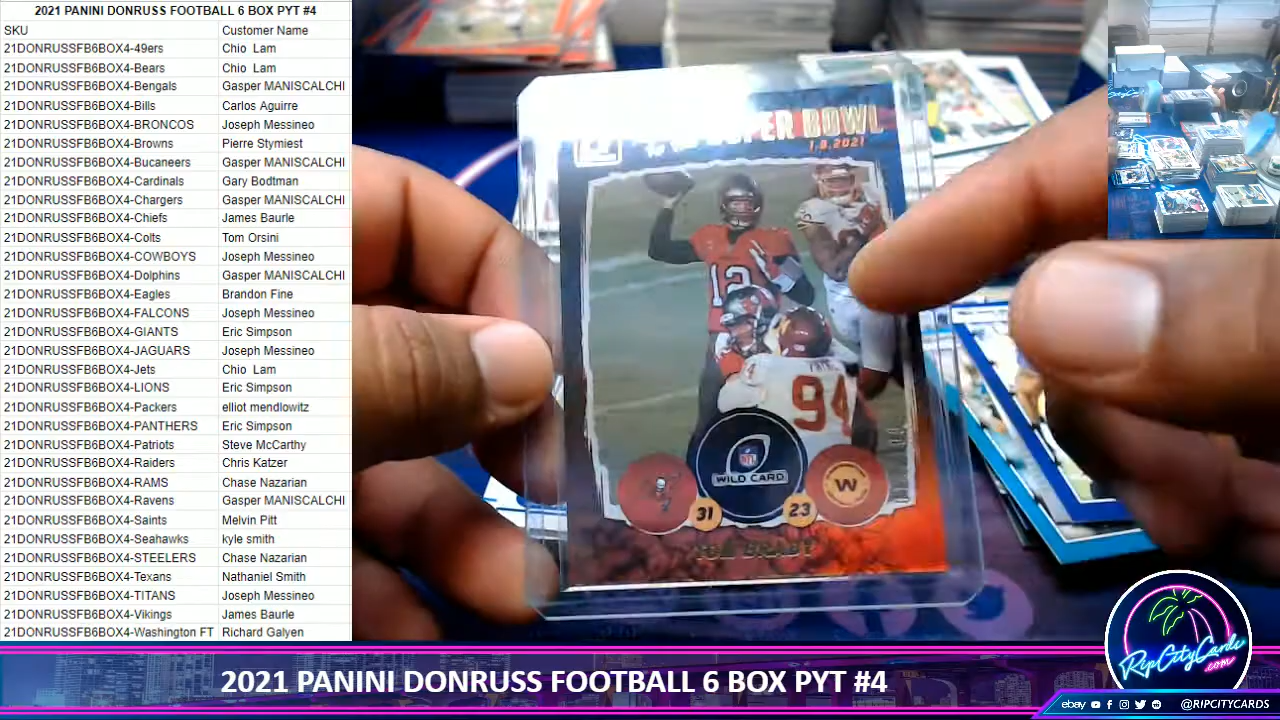 2021 PANINI DONRUSS FOOTBALL 6 BOX PYT #4
SKU Customer Name
21DONRUSSFB6BOX4-49ers Chio Lam
21DONRUSSFB6BOX4-Bears Chio Lam
21DONRUSSFB6BOX4-Bengals Gasper MANISCALCHI
21DONRUSSFB6BOX4-Bills Carlos Aguirre
21DONRUSSFB6BOX4-BRONCOS Joseph Messineo
21DONRUSSFB6BOX4-Browns Pierre Stymiest
21DONRUSSFB6BOX4-Bucaneers Gasper MANISCALCHI
21DONRUSSFB6BOX4-Cardinals Gary Bodtman
21DONRUSSFB6BOX4-Chargers Gasper MANISCALCHI
21DONRUSSFB6BOX4-Chiefs James Baurle
21DONRUSSFB6BOX4-Colts Tom Orsini
21DONRUSSFB6BOX4-COWBOYS Joseph Messineo
21DONRUSSFB6BOX4-Dolphins Gasper MANISCALCHI
21DONRUSSFB6BOX4-Eagles Brandon Fine
21DONRUSSFB6BOX4-FALCONS Joseph Messineo
21DONRUSSFB6BOX4-GIANTS Eric Simpson
21DONRUSSFB6BOX4-JAGUARS Joseph Messineo
21DONRUSSFB6BOX4-Jets Chio Lam
21DONRUSSFB6BOX4-LIONS Eric Simpson
21DONRUSSFB6BOX4-Packers elliot mendlowitz
21DONRUSSFB6BOX4-PANTHERS Eric Simpson
21DONRUSSFB6BOX4-Patriots Steve McCarthy
21DONRUSSFB6BOX4-Raiders Chris Katzer
21DONRUSSFB6BOX4-RAMS Chase Nazarian
21DONRUSSFB6BOX4-Ravens Gasper MANISCALCHI
21DONRUSSFB6BOX4-Saints Melvin Pitt
21DONRUSSFB6BOX4-Seahawks kyle smith
21DONRUSSFB6BOX4-STEELERS Chase Nazarian
21DONRUSSFB6BOX4-Texans Nathaniel Smith
21DONRUSSFB6BOX4-TITANS Joseph Messineo
21DONRUSSFB6BOX4-Vikings James Baurle
21DONRUSSFB6BOX4-Washington FT Richard Galyen
BOWL
1.9.2021
12
94
NFL
WILD CARD
W
31 23
TOM BRADY
RipCityCards
.com
2021 PANINI DONRUSS FOOTBALL 6 BOX PYT #4
ebay @RIPCITYCARDS